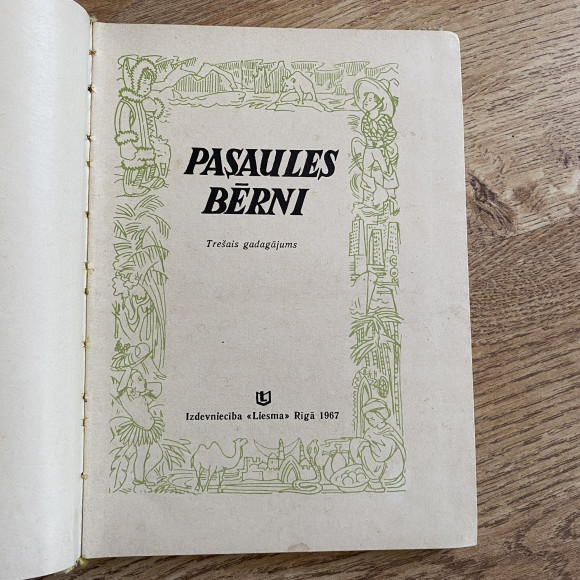 PASAULES
BĒRNI
Trešais gadagājums
Izdevniecība «Liesma» Rīgā 1967